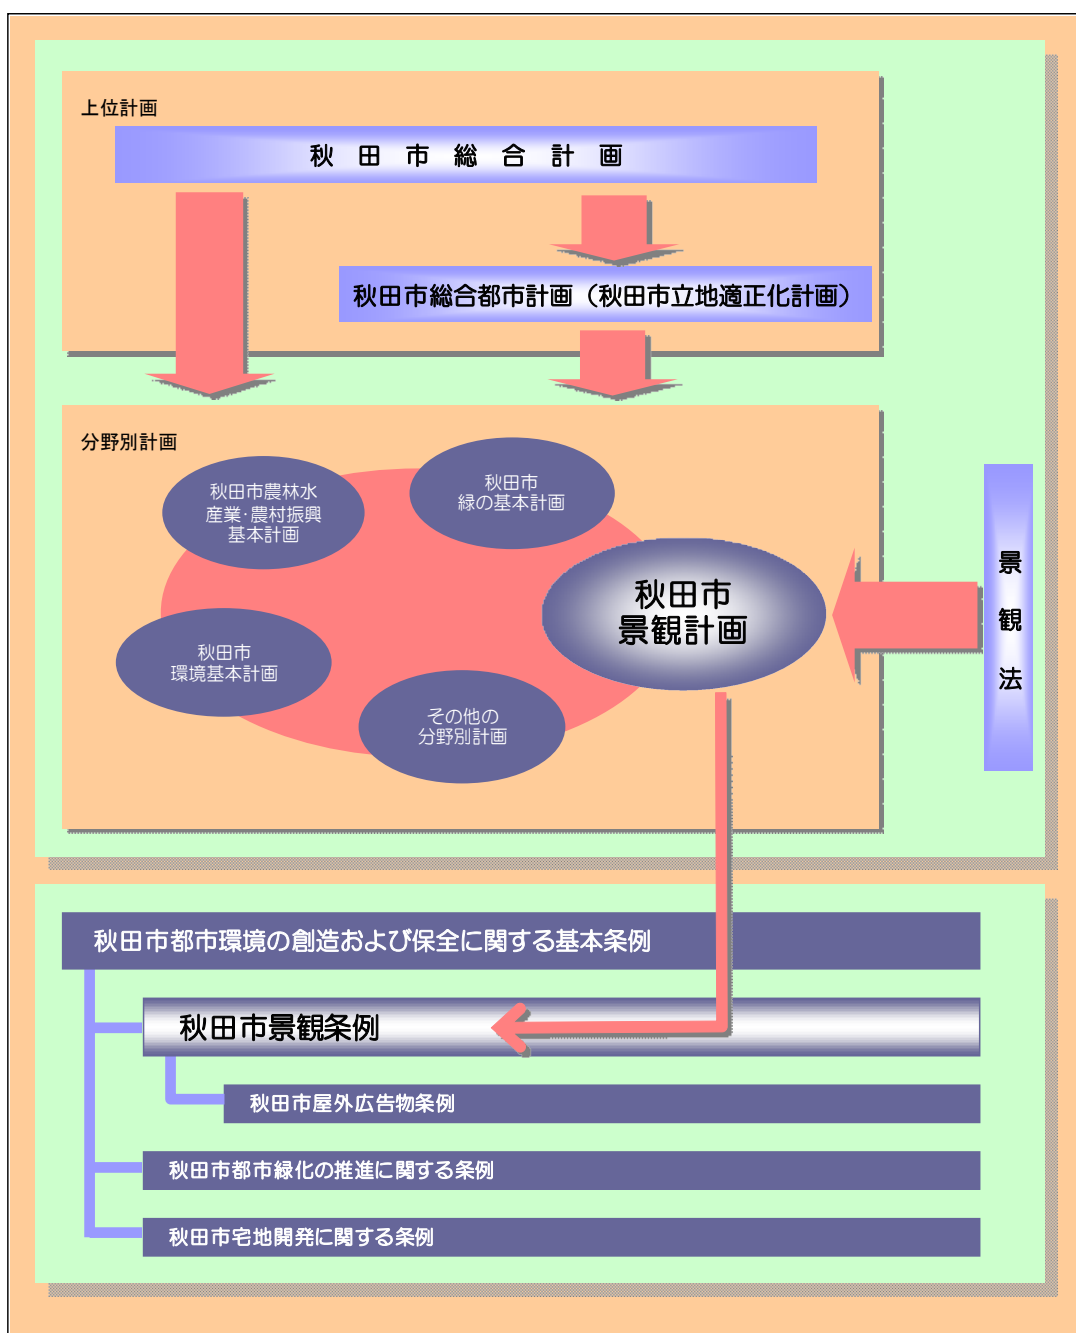 上位計画
秋田市総合計画
秋田市総合都市計画（秋田市立地適正化計画）
分野別計画
秋田市農林水
産業・農村振興
基本計画
秋田市
緑の基本計画
秋田市
景観計画
秋田市
環境基本計画
その他の
分野別計画
景観法
秋田市都市環境の創造および保全に関する基本条例
秋田市景観条例
秋田市屋外広告物条例
秋田市都市緑化の推進に関する条例
秋田市宅地開発に関する条例